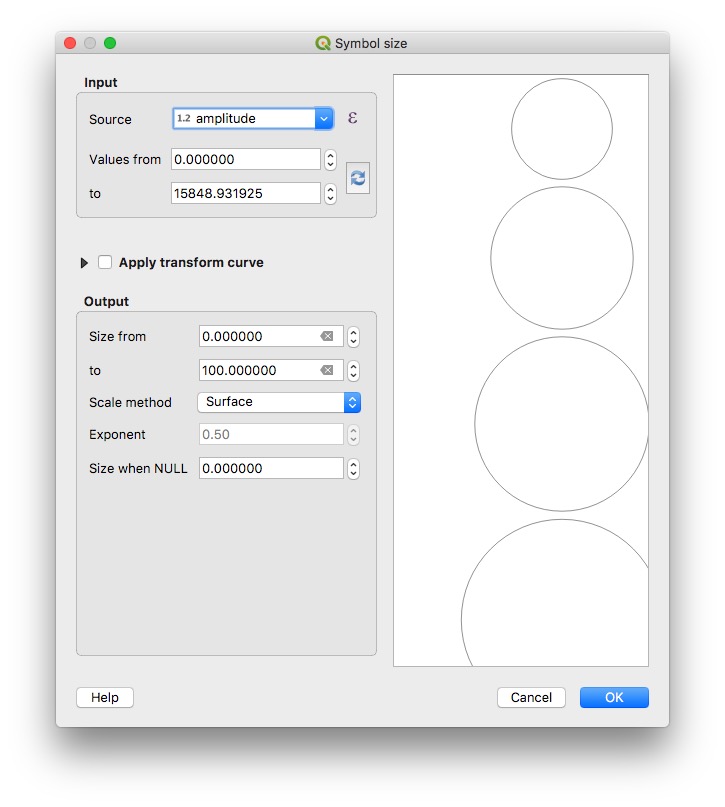 Symbol size
Input
Source 1.2 amplitude ε
Values from 0.000000
to 15848.931925
Apply transform curve
Output
Size from 0.000000
to 100.000000
Scale method Surface
Exponent 0.50
Size when NULL 0.000000
Help Cancel OK